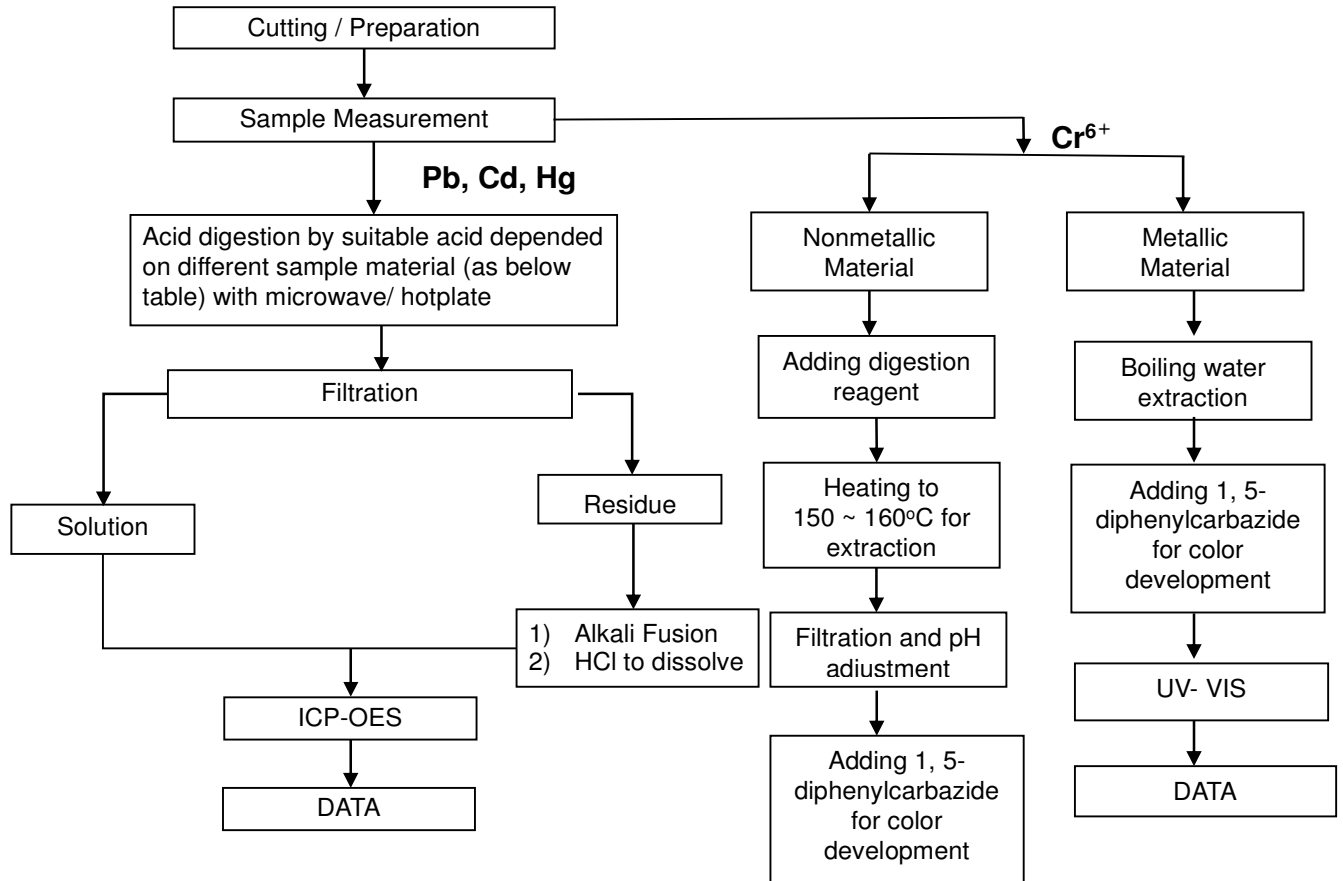 Cutting / Preparation
Sample Measurement
Cr⁶⁺
Pb, Cd, Hg
Acid digestion by suitable acid depended
on different sample material (as below
table) with microwave/ hotplate
Nonmetallic
Material
Metallic
Material
Filtration
Adding digestion
reagent
Boiling water
extraction
Solution
Residue
Heating to
150 ~ 160°C for
extraction
Adding 1, 5-
diphenylcarbazide
for color
development
1) Alkali Fusion
2) HCl to dissolve
Filtration and pH
adiustment
UV- VIS
ICP-OES
Adding 1, 5-
diphenylcarbazide
for color
development
DATA
DATA